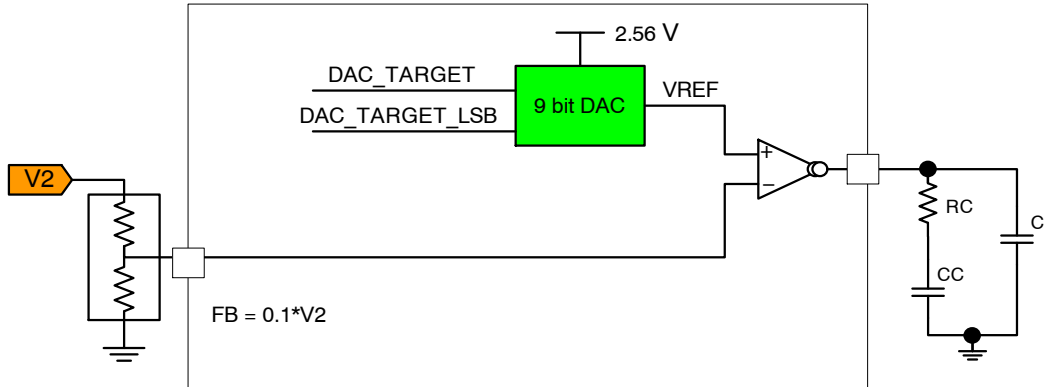 2.56 V
DAC_TARGET
DAC_TARGET_LSB
9 bit DAC
VREF
V2
+
−
RC
C
CC
FB = 0.1*V2